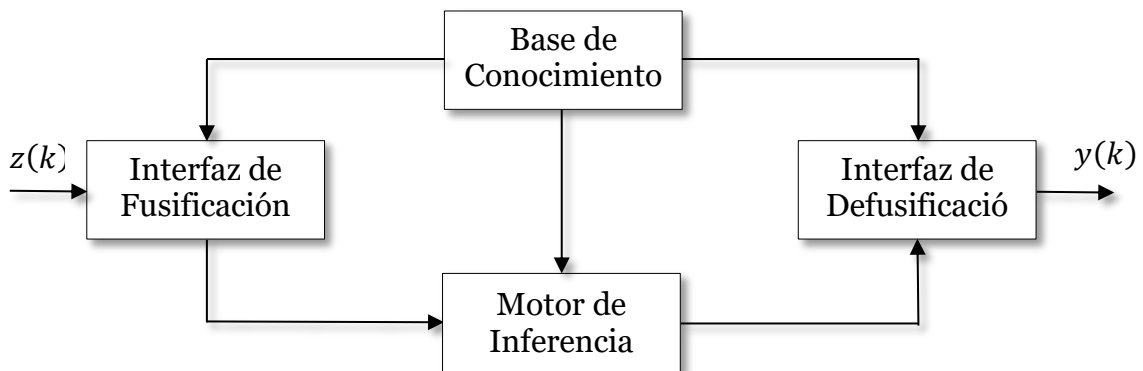 Base de
Conocimiento
z(k)
Interfaz de
Fusificación
Interfaz de
Defusificació
y(k)
Motor de
Inferencia